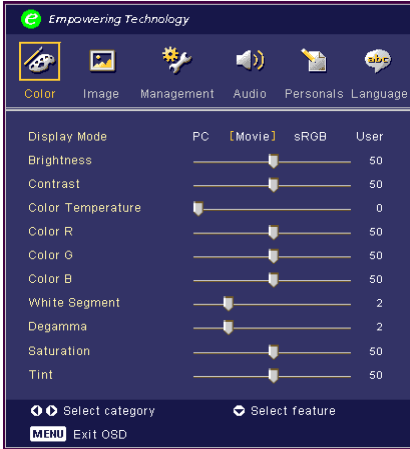 e Empowering Technology
abc
Color Image Management Audio Personals Language
Display Mode PC [Movie] sRGB User
Brightness 50
Contrast 50
Color Temperature 0
Color R 50
Color G 50
Color B 50
White Segment 2
Degamma 2
Saturation 50
Tint 50
Select category Select feature
MENU Exit OSD